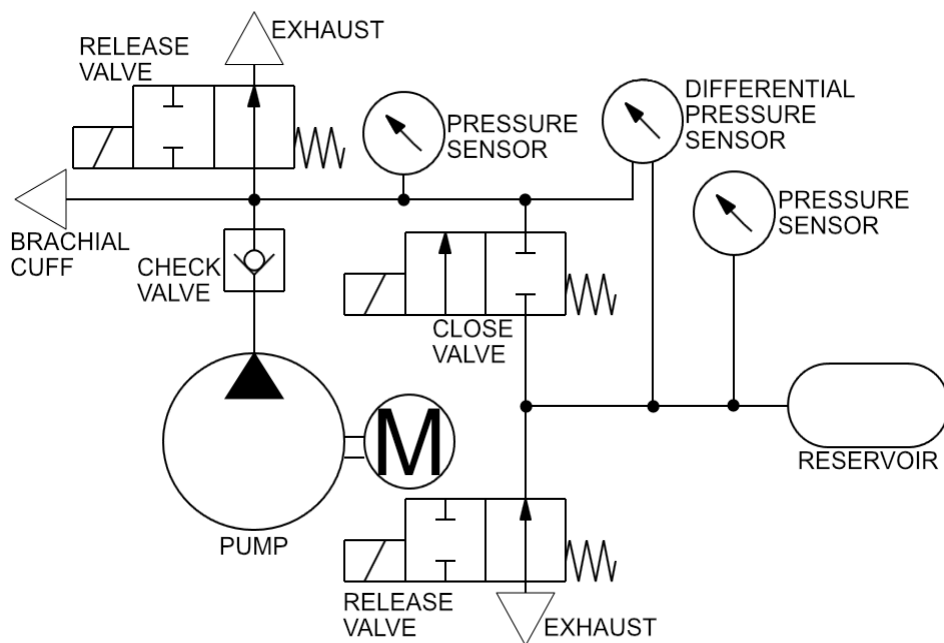 EXHAUST
RELEASE
VALVE
DIFFERENTIAL
PRESSURE
SENSOR
PRESSURE
SENSOR
PRESSURE
SENSOR
BRACHIAL
CUFF
CHECK
VALVE
CLOSE
VALVE
M
RESERVOIR
PUMP
RELEASE
VALVE
EXHAUST